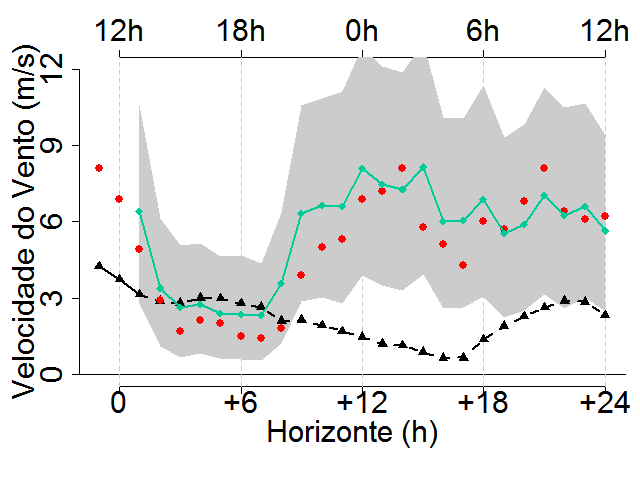 12h 18h 0h 6h 12h
Velocidade do Vento (m/s)
12
9
6
3
0
0 +6 +12 +18 +24
Horizonte (h)